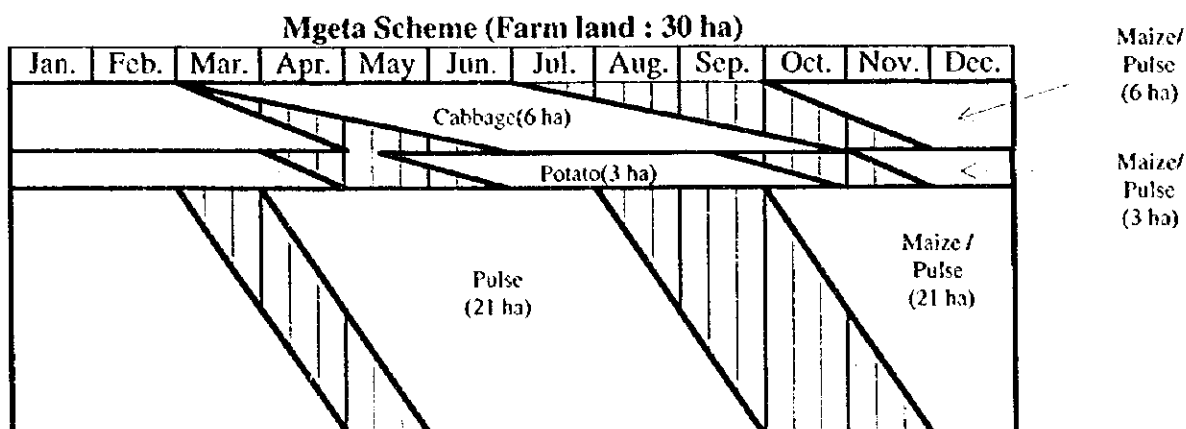 Mgeta Scheme (Farm land : 30 ha)
Jan. Feb. Mar. Apr. May Jun. Jul. Aug. Sep. Oct. Nov. Dec.
Cabbage(6 ha)
Potato(3 ha)
Pulse
(21 ha)
Maize /
Pulse
(21 ha)
Maize/
Pulse
(6 ha)
Maize/
Pulse
(3 ha)